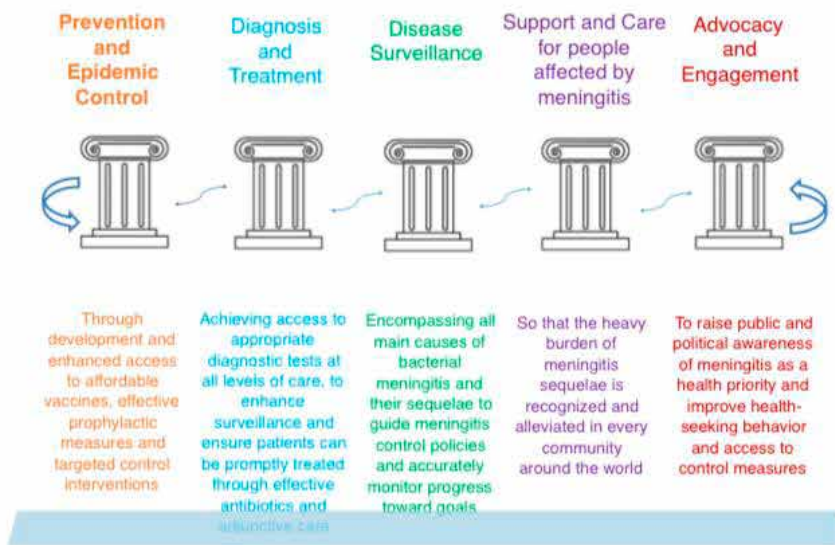 Prevention
and
Epidemic
Control
Diagnosis
and
Treatment
Disease
Surveillance
Support and Care
for people
affected by
meningitis
Advocacy
and
Engagement
Through
development and
enhanced access
to affordable
vaccines, effective
prophylactic
measures and
targeted control
interventions
Achieving access to
appropriate
diagnostic tests at
all levels of care, to
enhance
surveillance and
ensure patients can
be promptly treated
through effective
antibiotics and
adjunctive care
Encompassing all
main causes of
bacterial
meningitis and
their sequelae to
guide meningitis
control policies
and accurately
monitor progress
toward goals
So that the heavy
burden of
meningitis
sequelae is
recognized and
alleviated in every
community
around the world
To raise public and
political awareness
of meningitis as a
health priority and
improve health-
seeking behavior
and access to
control measures